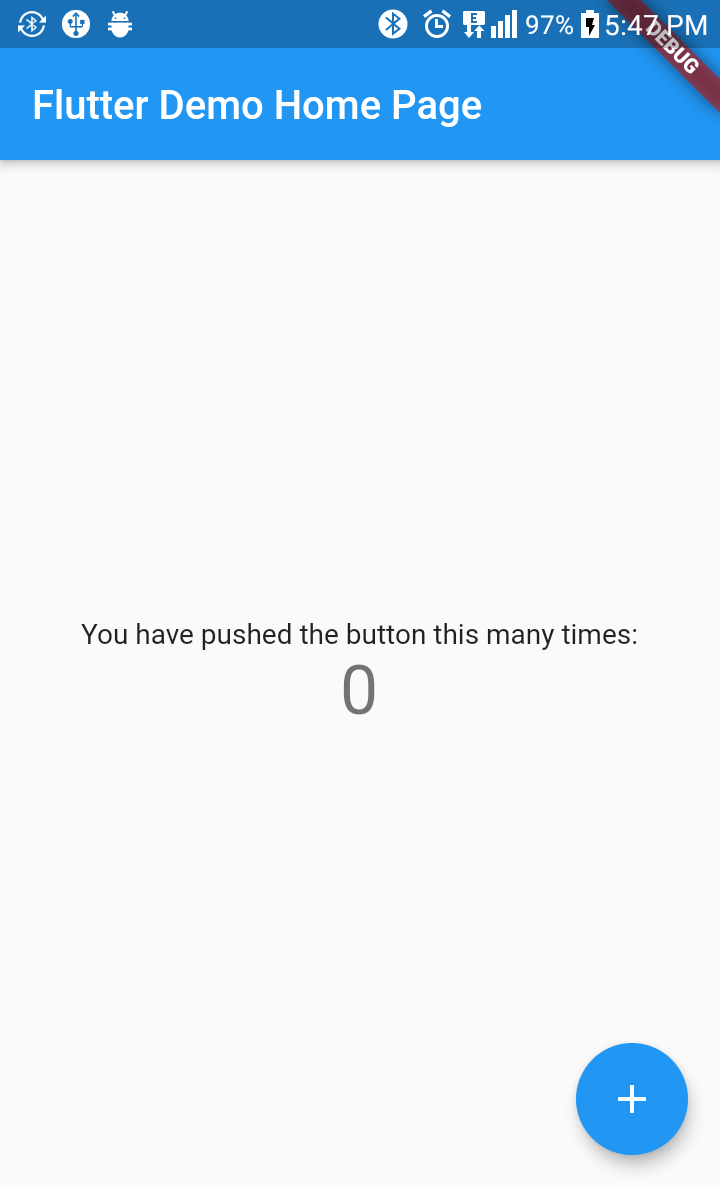 E 97% 5:47 PM
DEBUG
Flutter Demo Home Page
You have pushed the button this many times:
0
+